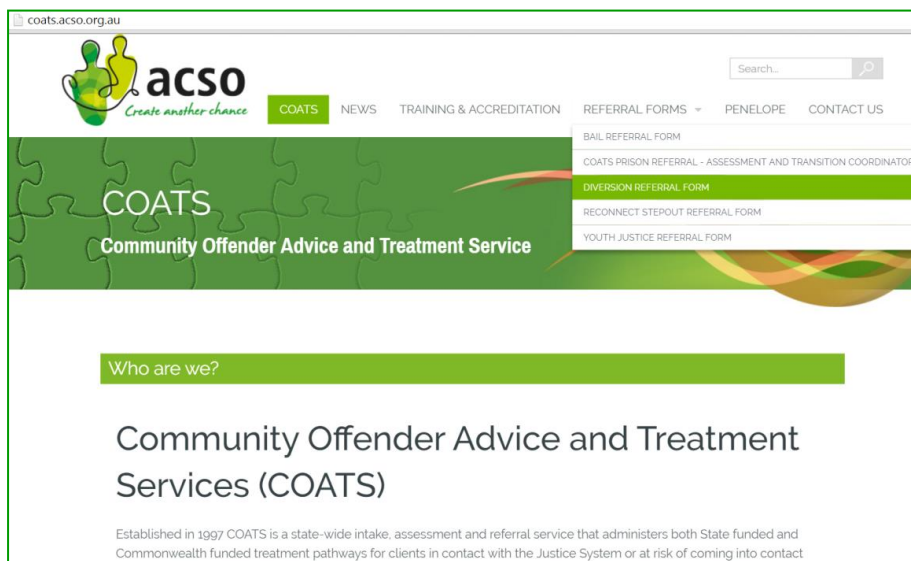 coats.acso.org.au
acso
Create another chance
Search...
COATS NEWS TRAINING & ACCREDITATION REFERRAL FORMS PENELOPE CONTACT US
BAIL REFERRAL FORM
COATS PRISON REFERRAL - ASSESSMENT AND TRANSITION COORDINATOR
DIVERSION REFERRAL FORM
RECONNECT STEPOUT REFERRAL FORM
YOUTH JUSTICE REFERRAL FORM
COATS
Community Offender Advice and Treatment Service
Who are we?
Community Offender Advice and Treatment
Services (COATS)
Established in 1997 COATS is a state-wide intake, assessment and referral service that administers both State funded and
Commonwealth funded treatment pathways for clients in contact with the Justice System or at risk of coming into contact